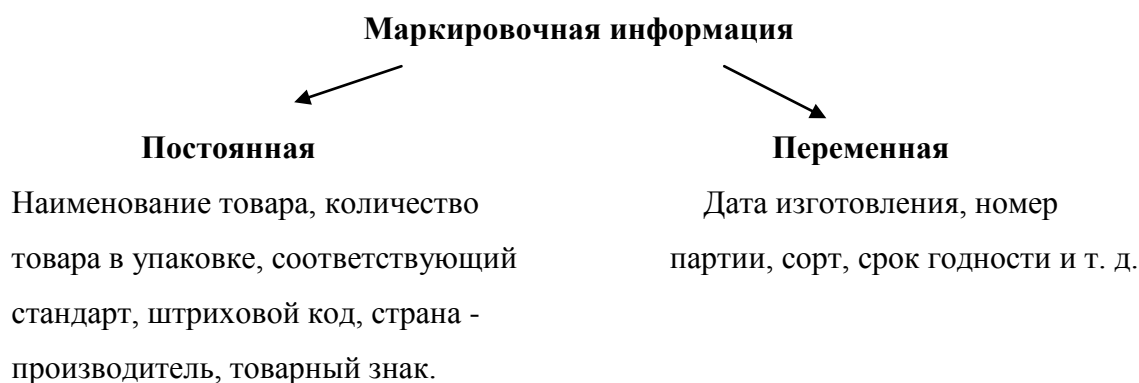 Маркировочная информация
Постоянная
Наименование товара, количество
товара в упаковке, соответствующий
стандарт, штриховой код, страна -
производитель, товарный знак.
Переменная
Дата изготовления, номер
партии, сорт, срок годности и т. д.